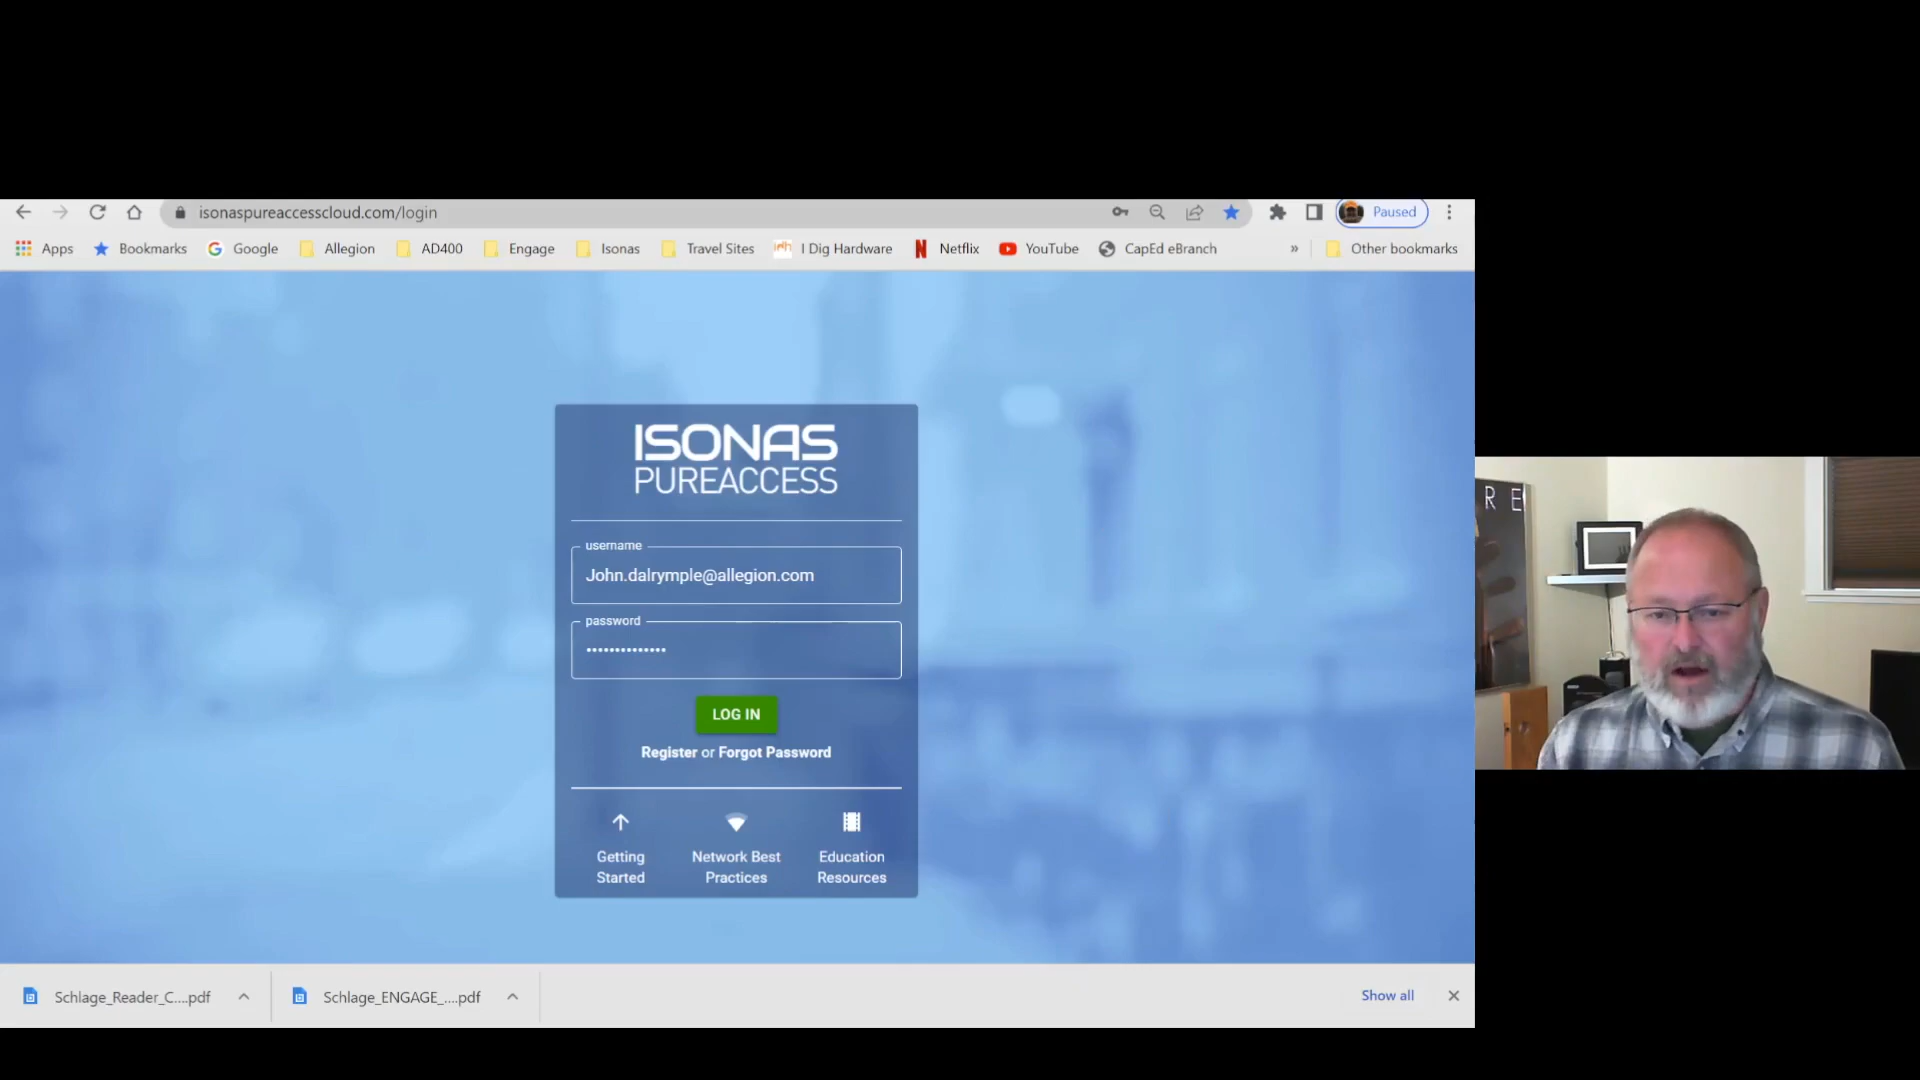 isonaspureaccesscloud.com/login
Paused
Apps Bookmarks Google Allegion AD400 Engage Isonas Travel Sites I Dig Hardware Netflix YouTube CapEd eBranch » Other bookmarks
ISONAS
PUREACCESS
username
John.dalrymple@allegion.com
password
••••••••••••••
LOG IN
Register or Forgot Password
Getting Started
Network Best Practices
Education Resources
R E
Schlage_Reader_C....pdf
Schlage_ENGAGE_....pdf
Show all